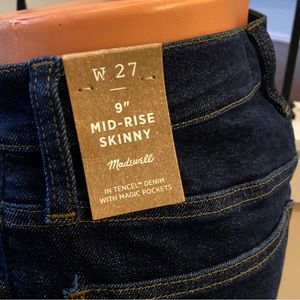 W 27
9"
MID-RISE
SKINNY
Madewell
IN TENCEL™ DENIM
WITH MAGIC POCKETS